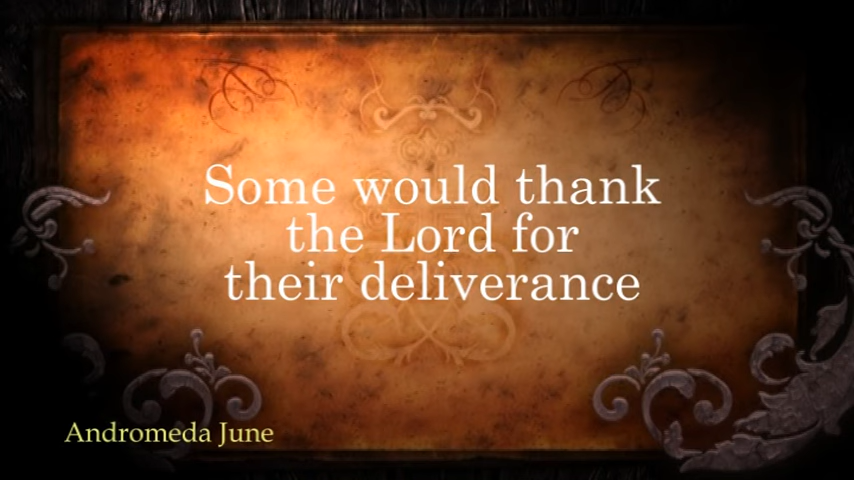 Some would thank
the Lord for
their deliverance
Andromeda June